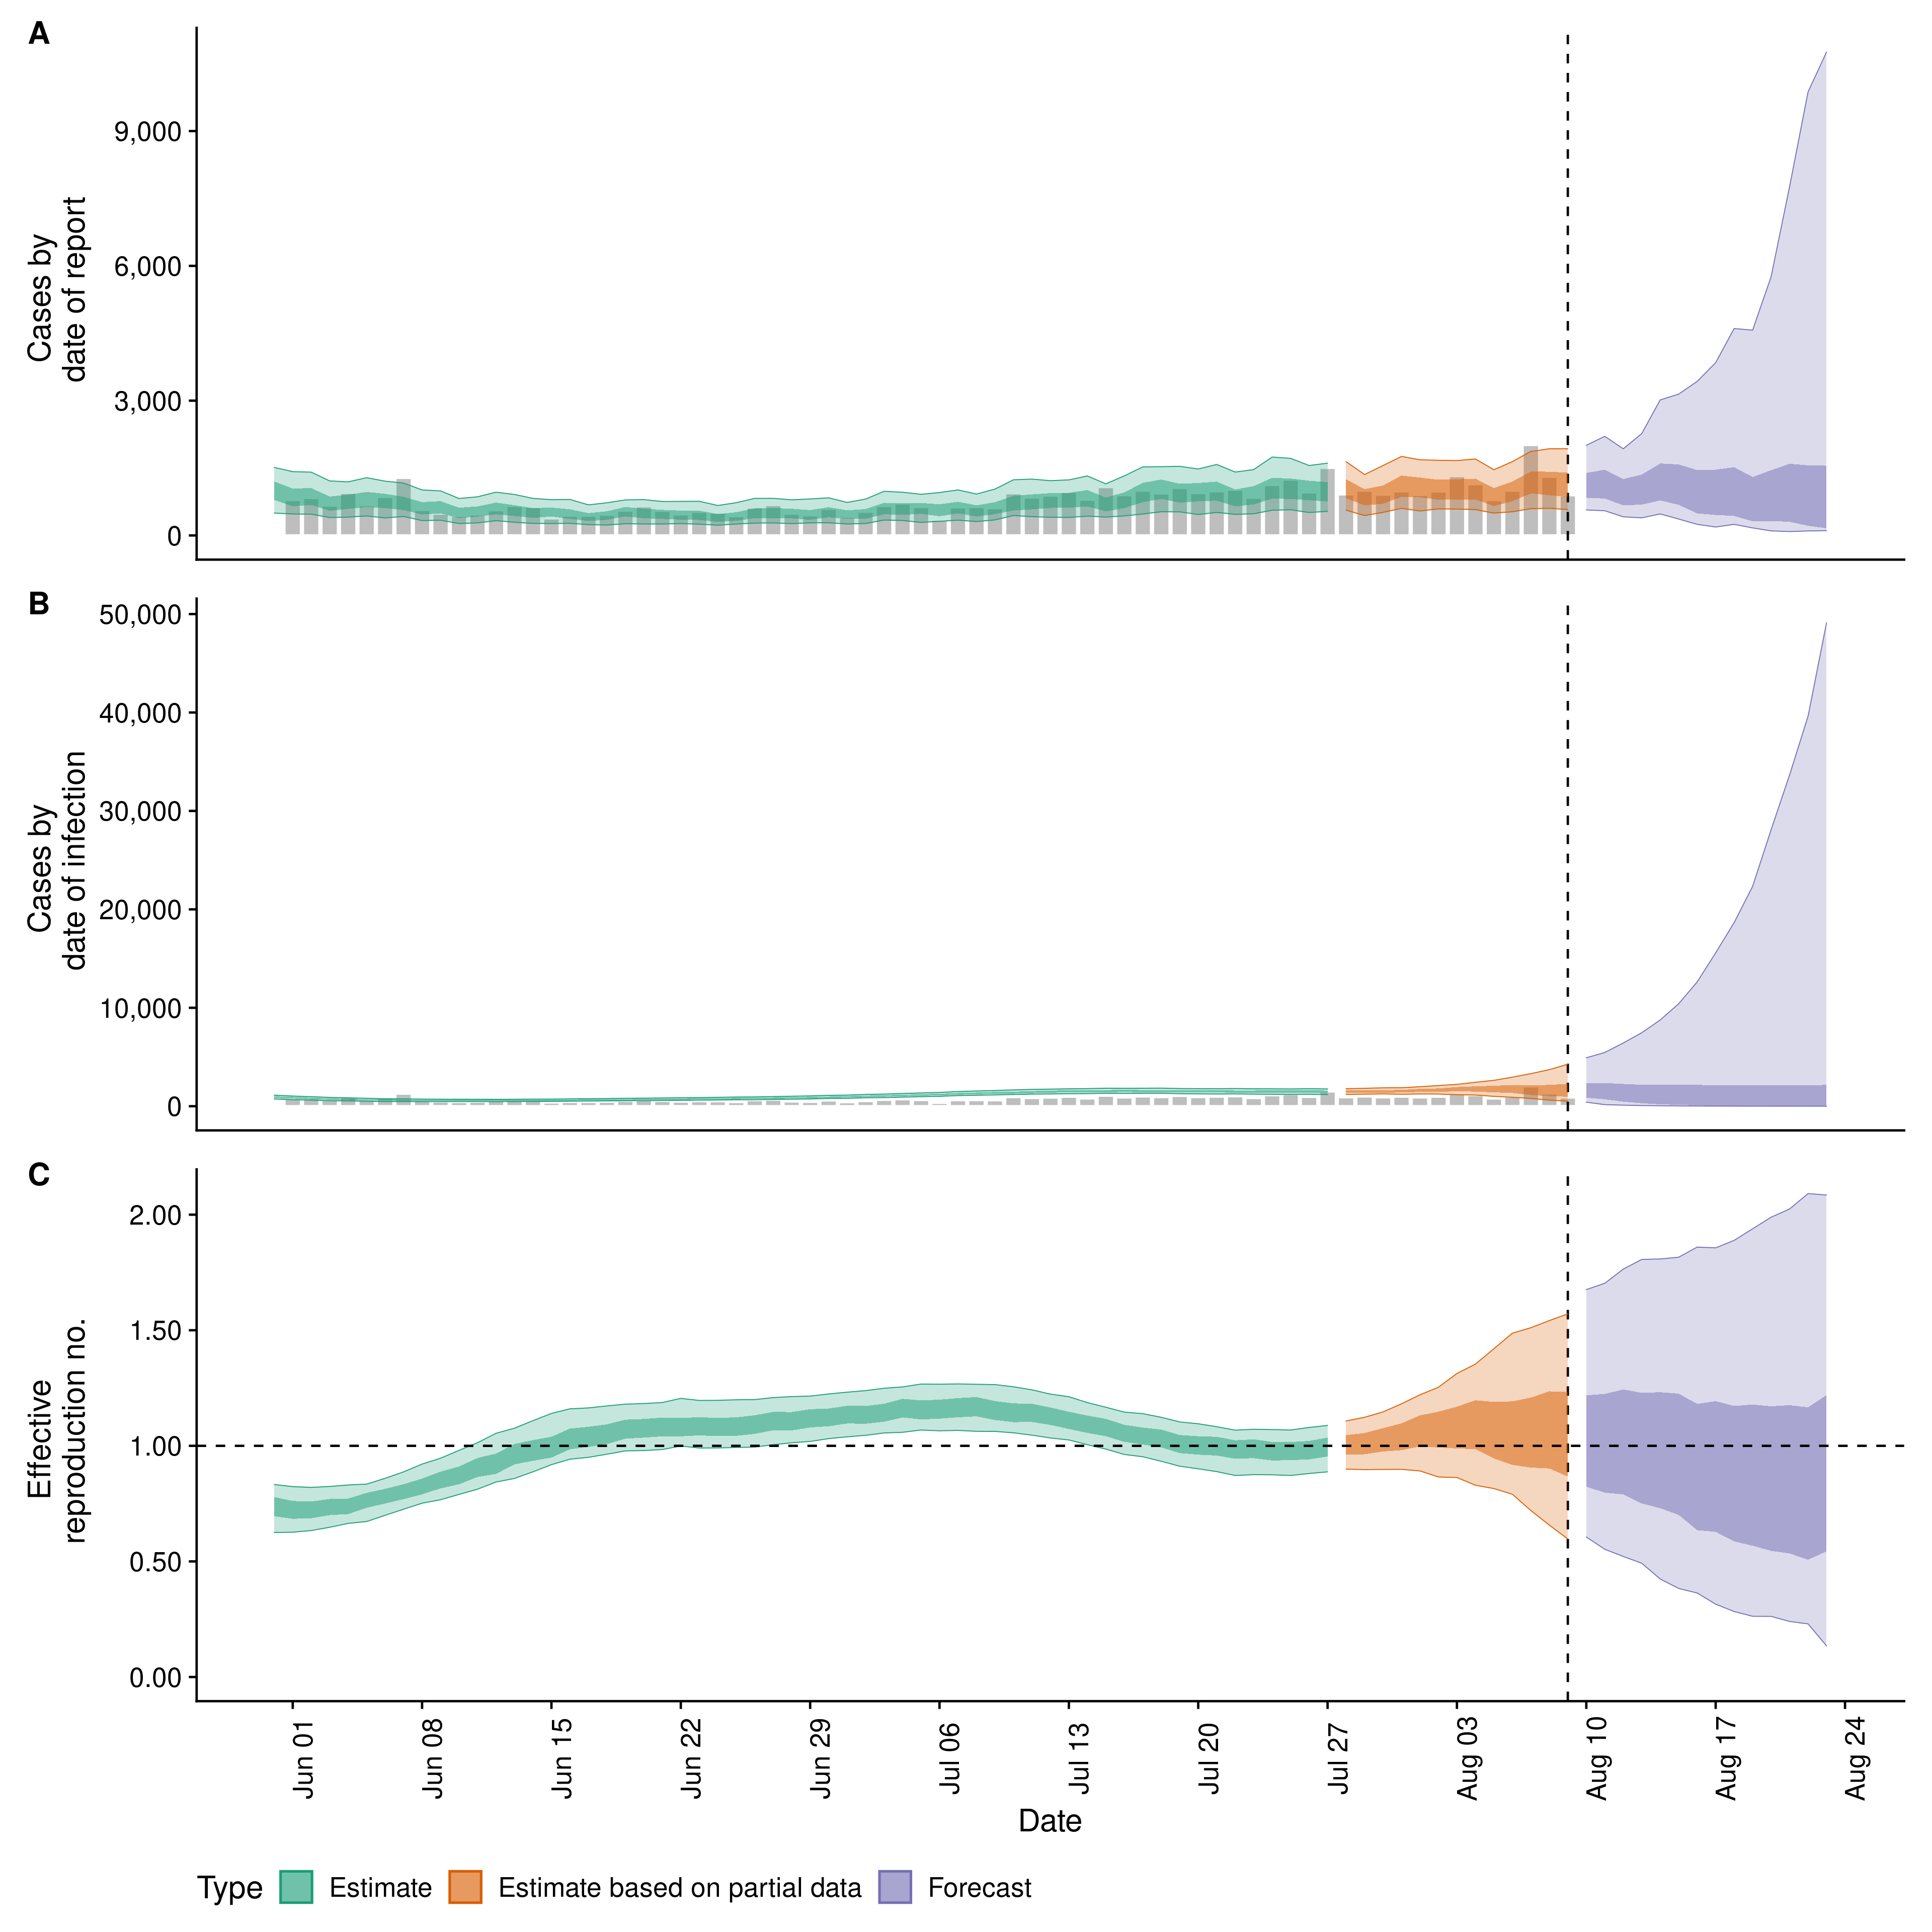 A
Cases by
date of report
9,000
6,000
3,000
0
B
Cases by
date of infection
50,000
40,000
30,000
20,000
10,000
0
C
Effective
reproduction no.
2.00
1.50
1.00
0.50
0.00
Jun 01
Jun 08
Jun 15
Jun 22
Jun 29
Jul 06
Jul 13
Jul 20
Jul 27
Aug 03
Aug 10
Aug 17
Aug 24
Date
Type Estimate Estimate based on partial data Forecast